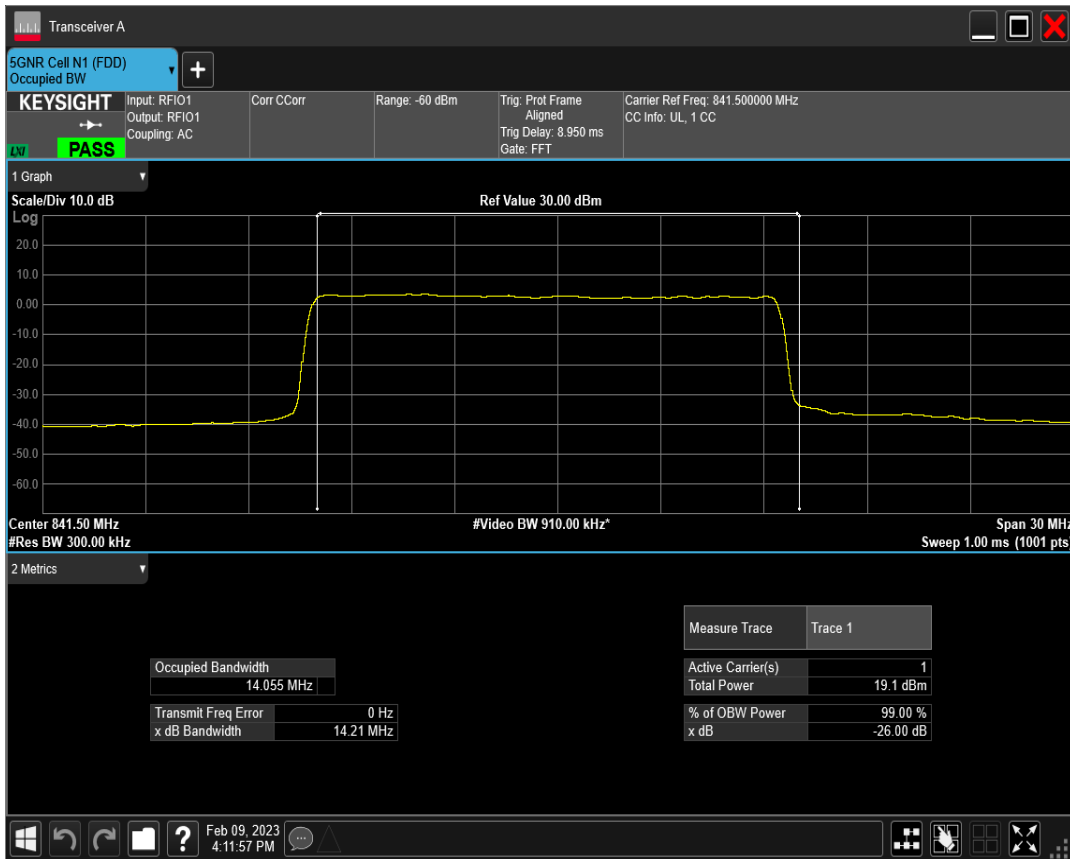 Transceiver A
5GNR Cell N1 (FDD)
Occupied BW
+
KEYSIGHT
LXI
PASS
Input: RFIO1
Output: RFIO1
Coupling: AC
Corr CCorr
Range: -60 dBm
Trig: Prot Frame
Aligned
Trig Delay: 8.950 ms
Gate: FFT
Carrier Ref Freq: 841.500000 MHz
CC Info: UL, 1 CC
1 Graph
Scale/Div 10.0 dB
Ref Value 30.00 dBm
Log
20.0
10.0
0.00
-10.0
-20.0
-30.0
-40.0
-50.0
-60.0
Center 841.50 MHz
#Video BW 910.00 kHz*
Span 30 MHz
#Res BW 300.00 kHz
Sweep 1.00 ms (1001 pts)
2 Metrics
Measure Trace Trace 1
Occupied Bandwidth
14.055 MHz
Active Carrier(s) 1
Total Power 19.1 dBm
Transmit Freq Error 0 Hz
x dB Bandwidth 14.21 MHz
% of OBW Power 99.00 %
x dB -26.00 dB
?
Feb 09, 2023
4:11:57 PM